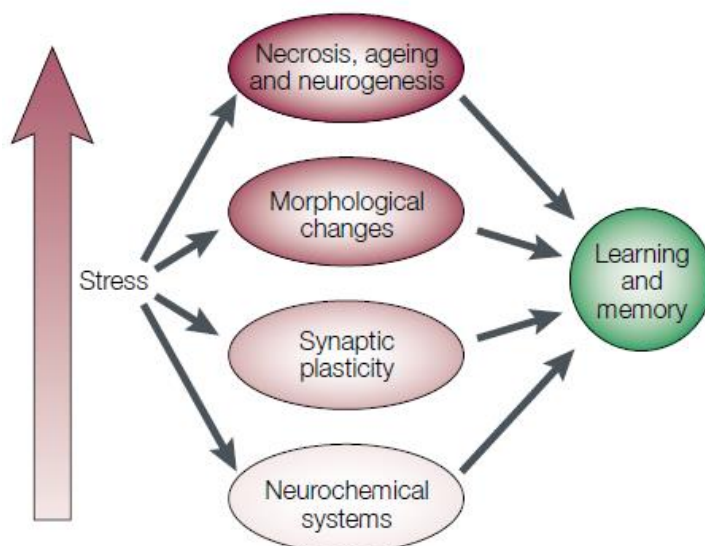 Necrosis, ageing
and neurogenesis
Morphological
changes
Stress
Learning
and
memory
Synaptic
plasticity
Neurochemical
systems